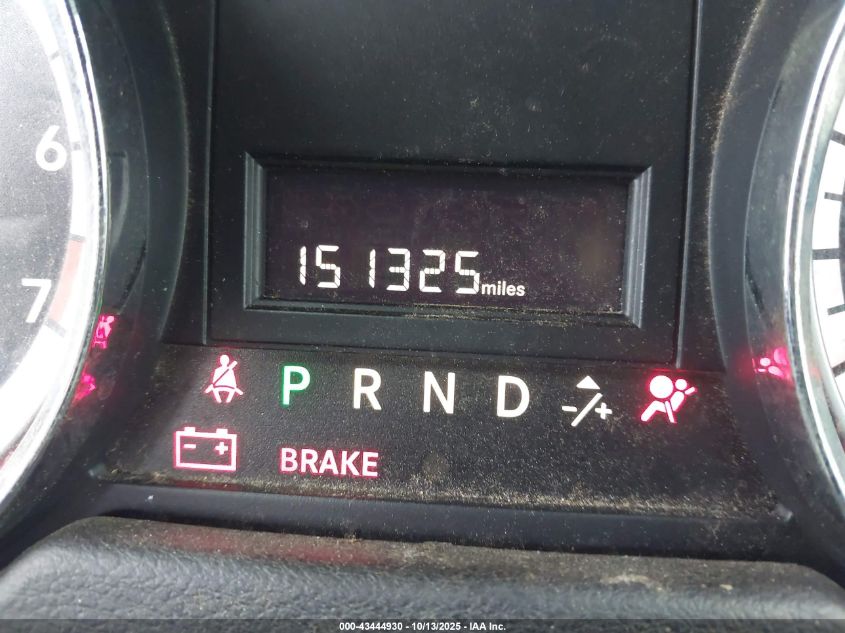 6
7
151325 miles
P R N D -/+
- +
BRAKE
000-43444930 - 10/13/2025 - IAA Inc.